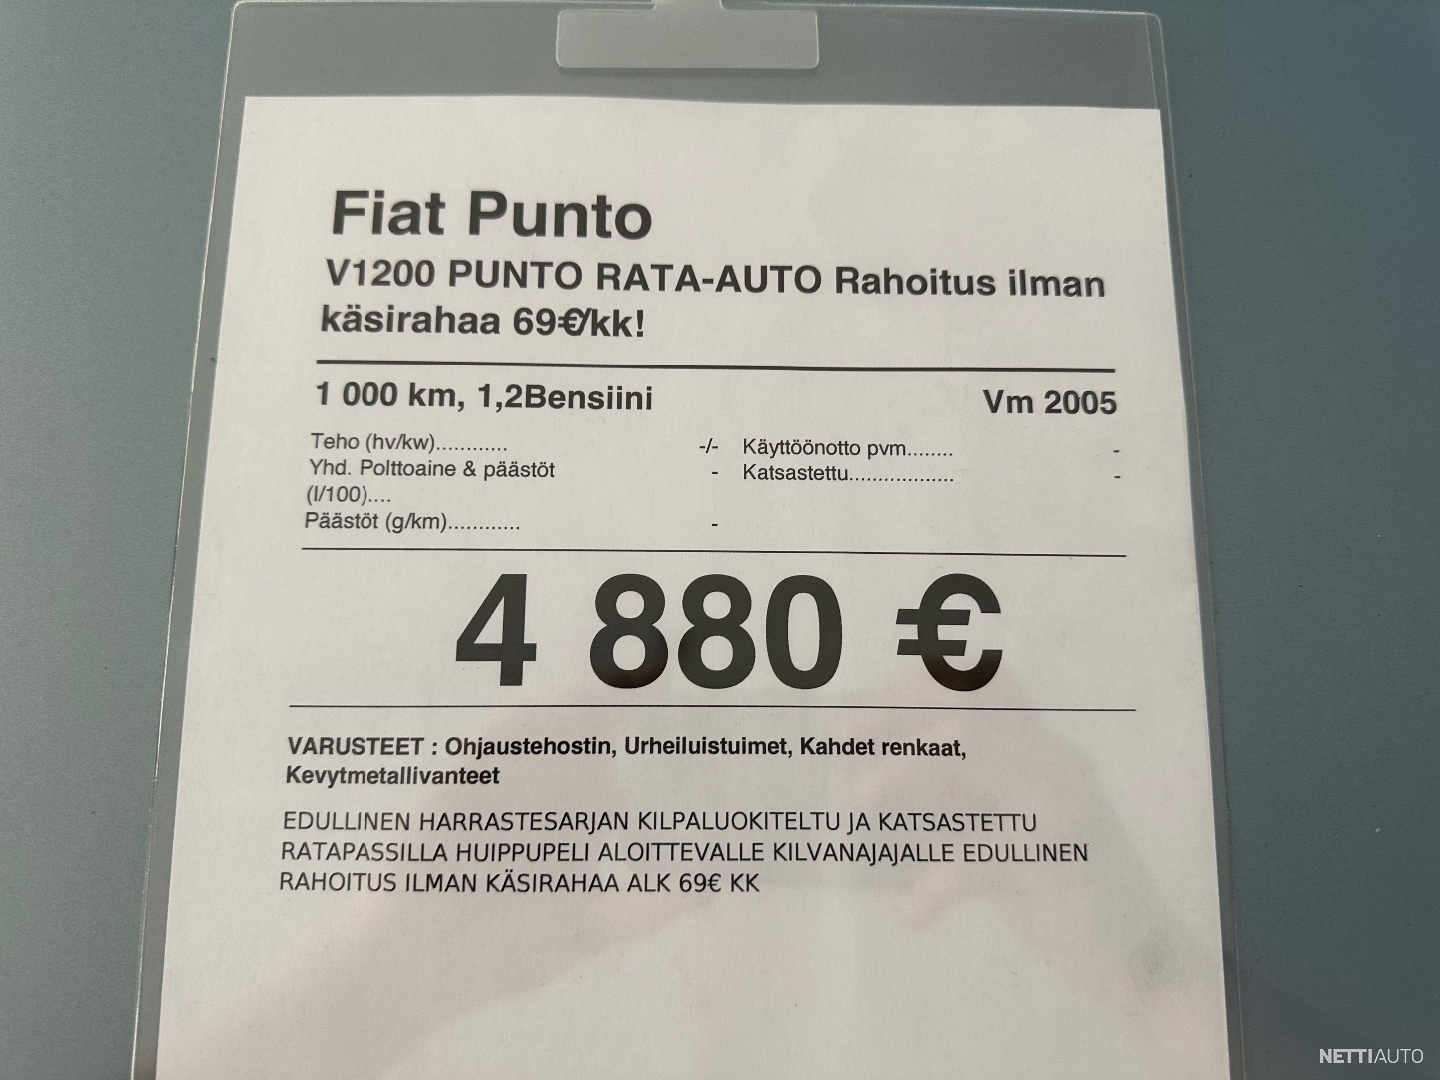 Fiat Punto
V1200 PUNTO RATA-AUTO Rahoitus ilman
käsirahaa 69€/kk!
1 000 km, 1,2Bensiini Vm 2005
Teho (hv/kw)............ -/- Käyttöönotto pvm........ -
Yhd. Polttoaine & päästöt - Katsastettu.................. -
(l/100)....
Päästöt (g/km)............ -
4 880 €
VARUSTEET : Ohjaustehostin, Urheiluistuimet, Kahdet renkaat,
Kevytmetallivanteet
EDULLINEN HARRASTESARJAN KILPALUOKITELTU JA KATSASTETTU
RATAPASSILLA HUIPPUPELI ALOITTEVALLE KILVANAJAJALLE EDULLINEN
RAHOITUS ILMAN KÄSIRAHAA ALK 69€ KK
NETTIAUTO